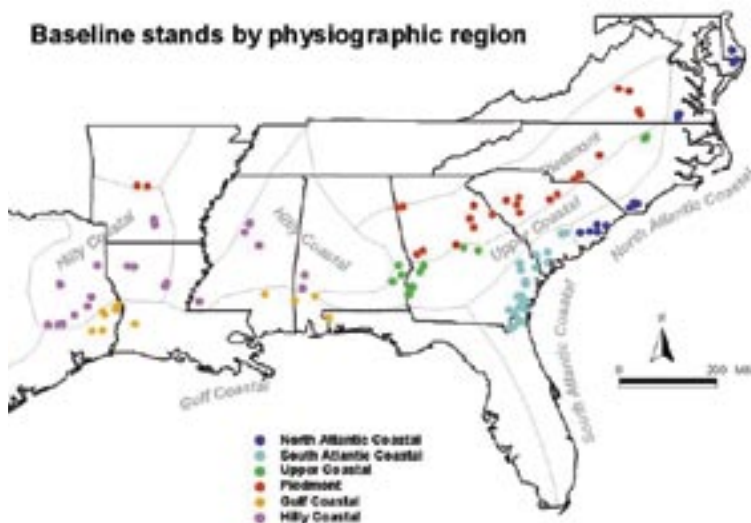 Baseline stands by physiographic region
Piedmont
Hilly Coastal
Hilly Coastal
Upper Coastal
North Atlantic Coastal
South Atlantic Coastal
Gulf Coastal
N
0 200 Mil
North Atlantic Coastal
South Atlantic Coastal
Upper Coastal
Piedmont
Gulf Coastal
Hilly Coastal